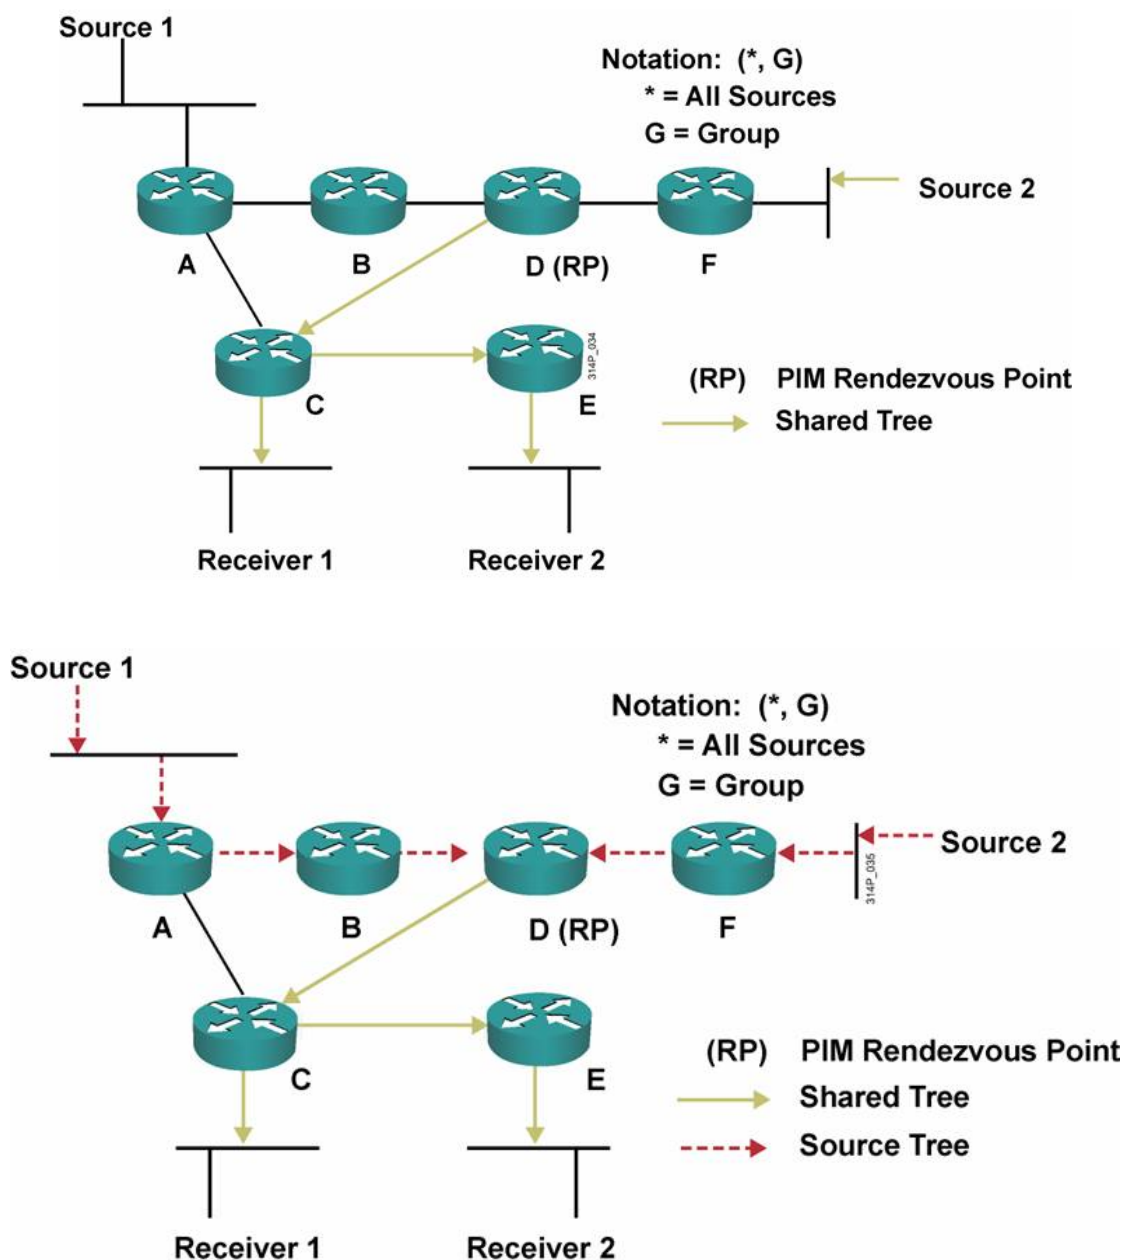 Source 1
Notation: (*, G)
* = All Sources
G = Group
Source 2
A
B
D (RP)
F
314P_034
C
E
(RP) PIM Rendezvous Point
Shared Tree
Receiver 1
Receiver 2
Source 1
Notation: (*, G)
* = All Sources
G = Group
Source 2
314P_035
A
B
D (RP)
F
C
E
(RP) PIM Rendezvous Point
Shared Tree
Source Tree
Receiver 1
Receiver 2